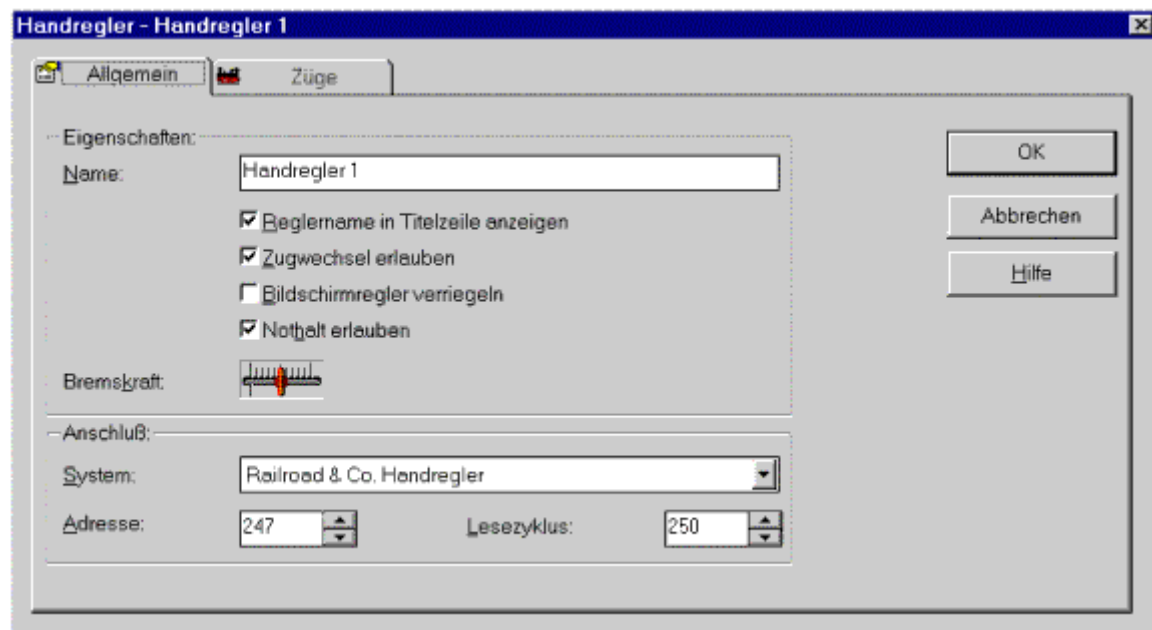 Handregler - Handregler 1
Allgemein
Züge
Eigenschaften:
Name:
Handregler 1
Reglername in Titelzeile anzeigen
Zugwechsel erlauben
Bildschirmregler verriegeln
Nothalt erlauben
Bremskraft:
Anschluß:
System:
Railroad & Co. Handregler
Adresse:
247
Lesezyklus:
250
OK
Abbrechen
Hilfe